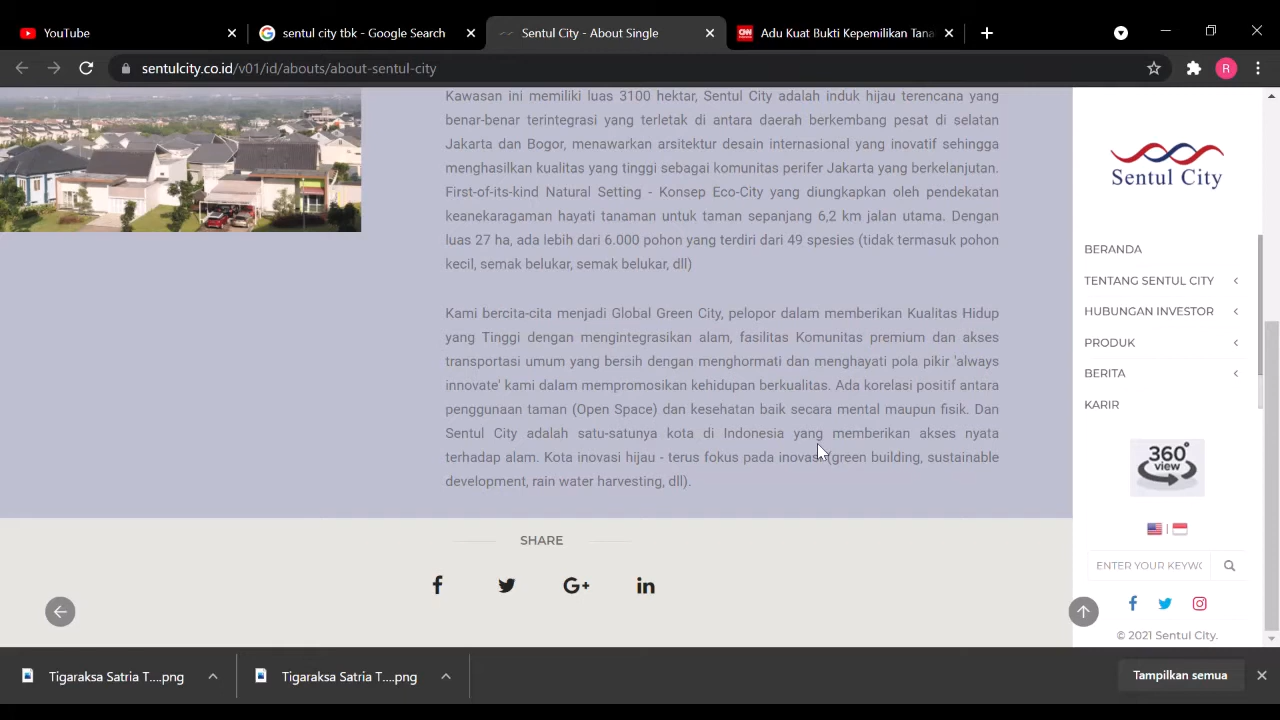 YouTube
sentul city tbk - Google Search
Sentul City - About Single
CNN
Adu Kuat Bukti Kepemilikan Tana
sentulcity.co.id/v01/id/abouts/about-sentul-city
R
Kawasan ini memiliki luas 3100 hektar, Sentul City adalah induk hijau terencana yang
benar-benar terintegrasi yang terletak di antara daerah berkembang pesat di selatan
Jakarta dan Bogor, menawarkan arsitektur desain internasional yang inovatif sehingga
menghasilkan kualitas yang tinggi sebagai komunitas perifer Jakarta yang berkelanjutan.
First-of-its-kind Natural Setting - Konsep Eco-City yang diungkapkan oleh pendekatan
keanekaragaman hayati tanaman untuk taman sepanjang 6,2 km jalan utama. Dengan
luas 27 ha, ada lebih dari 6.000 pohon yang terdiri dari 49 spesies (tidak termasuk pohon
kecil, semak belukar, semak belukar, dll)
Kami bercita-cita menjadi Global Green City, pelopor dalam memberikan Kualitas Hidup
yang Tinggi dengan mengintegrasikan alam, fasilitas Komunitas premium dan akses
transportasi umum yang bersih dengan menghormati dan menghayati pola pikir 'always
innovate' kami dalam mempromosikan kehidupan berkualitas. Ada korelasi positif antara
penggunaan taman (Open Space) dan kesehatan baik secara mental maupun fisik. Dan
Sentul City adalah satu-satunya kota di Indonesia yang memberikan akses nyata
terhadap alam. Kota inovasi hijau - terus fokus pada inovasi (green building, sustainable
development, rain water harvesting, dll).
SHARE
G+
Sentul City
BERANDA
TENTANG SENTUL CITY
HUBUNGAN INVESTOR
PRODUK
BERITA
KARIR
360°
view
|
ENTER YOUR KEYWO
© 2021 Sentul City.
Tigaraksa Satria T....png
Tigaraksa Satria T....png
Tampilkan semua